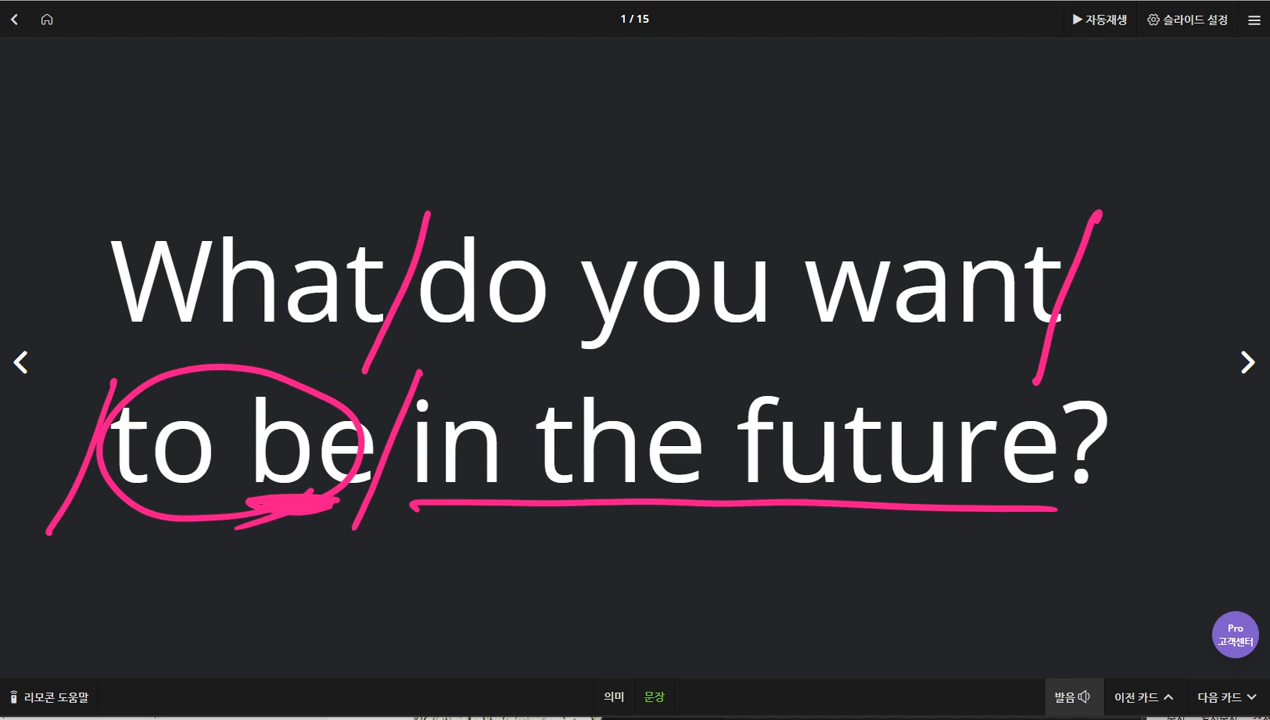 1 / 15
자동재생
슬라이드 설정
What do you want
to be in the future?
Pro
고객센터
리모콘 도움말
의미
문장
발음
이전 카드
다음 카드